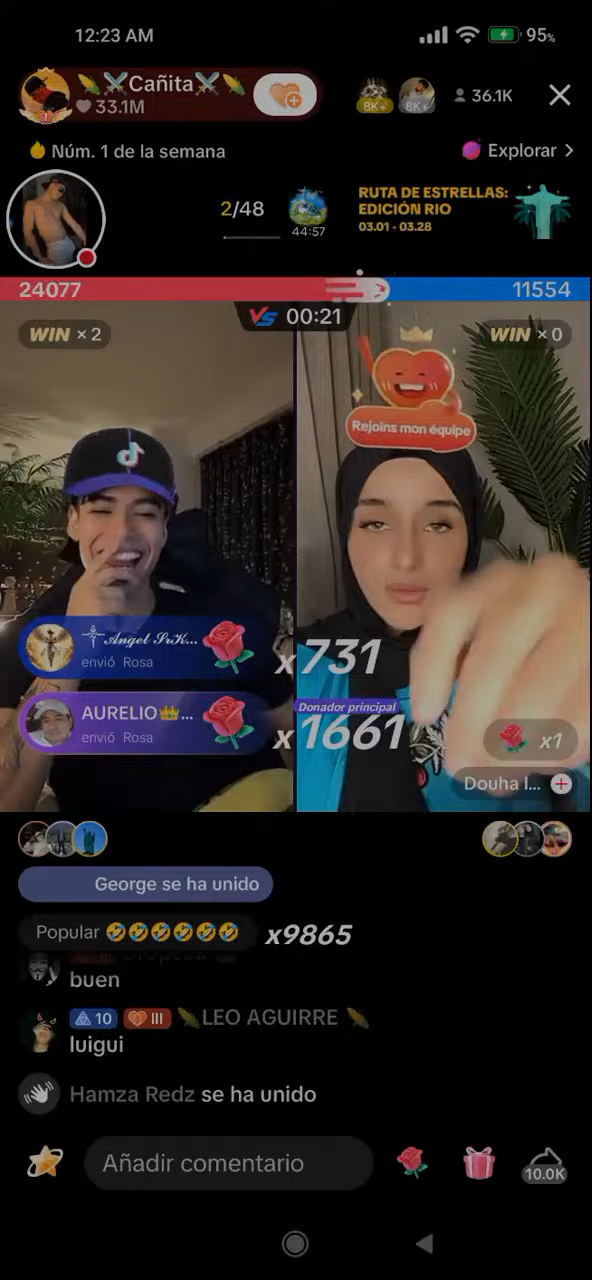 12:23 AM
95%
🌽⚔️Cañita⚔️🌽
33.1M
8K+
8K+
36.1K
Núm. 1 de la semana
Explorar >
2/48
44:57
RUTA DE ESTRELLAS:
EDICIÓN RIO
03.01 - 03.28
24077
11554
VS 00:21
WIN × 2
WIN × 0
Rejoins mon équipe
envió Rosa
x731
AURELIO👑...
envió Rosa
Donador principal
x1661
x1
Douha l...
George se ha unido
Popular 🤣🤣🤣🤣🤣🤣 x9865
buen
10 III 🌽LEO AGUIRRE 🌽
luigui
Hamza Redz se ha unido
Añadir comentario
10.0K